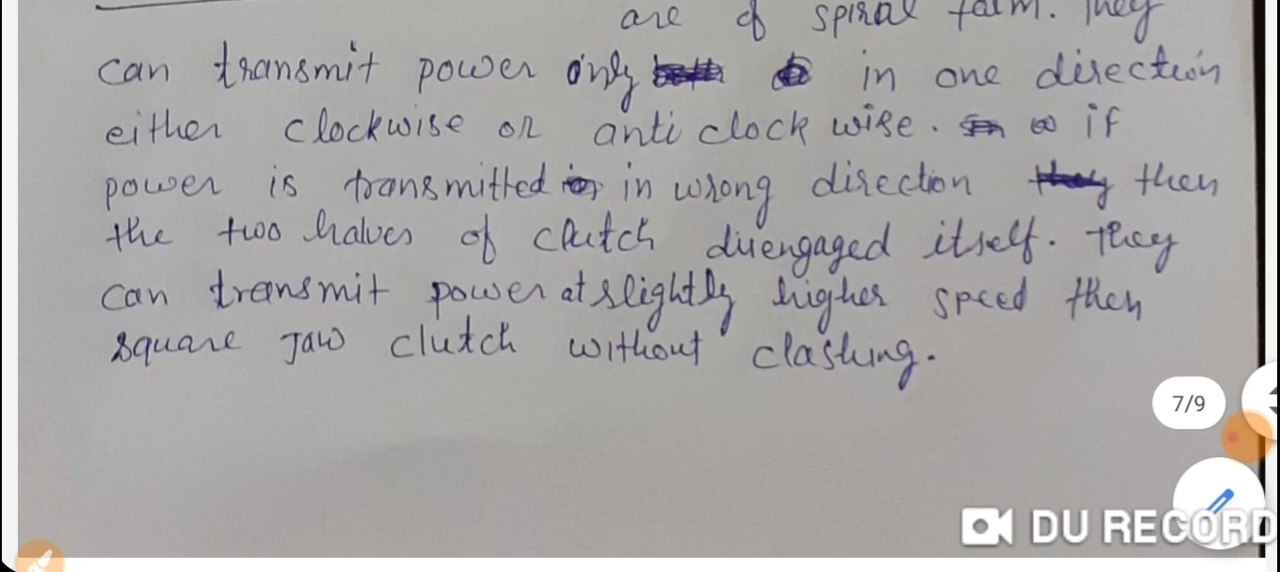 are of spiral form. They
can transmit power only in one direction
either clockwise or anti clock wise. if
power is transmitted in wrong direction then
the two halves of clutch disengaged itself. They
can transmit power at slightly higher speed then
square Jaw clutch without clashing.
7/9
DU RECORD